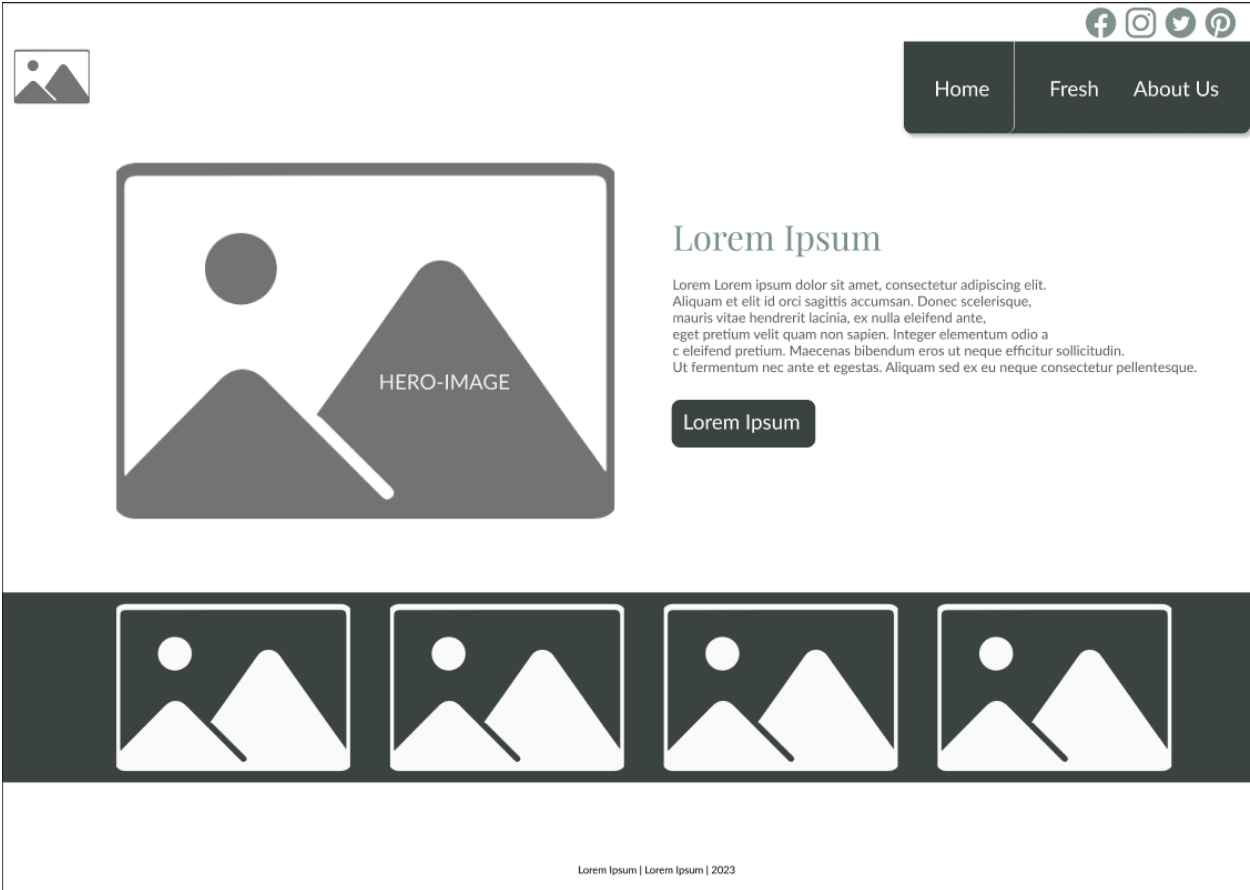 Home
Fresh
About Us
HERO-IMAGE
Lorem Ipsum
Lorem Lorem ipsum dolor sit amet, consectetur adipiscing elit.
Aliquam et elit id orci sagittis accumsan. Donec scelerisque,
mauris vitae hendrerit lacinia, ex nulla eleifend ante,
eget pretium velit quam non sapien. Integer elementum odio a
c eleifend pretium. Maecenas bibendum eros ut neque efficitur sollicitudin.
Ut fermentum nec ante et egestas. Aliquam sed ex eu neque consectetur pellentesque.
Lorem Ipsum
Lorem Ipsum | Lorem Ipsum | 2023